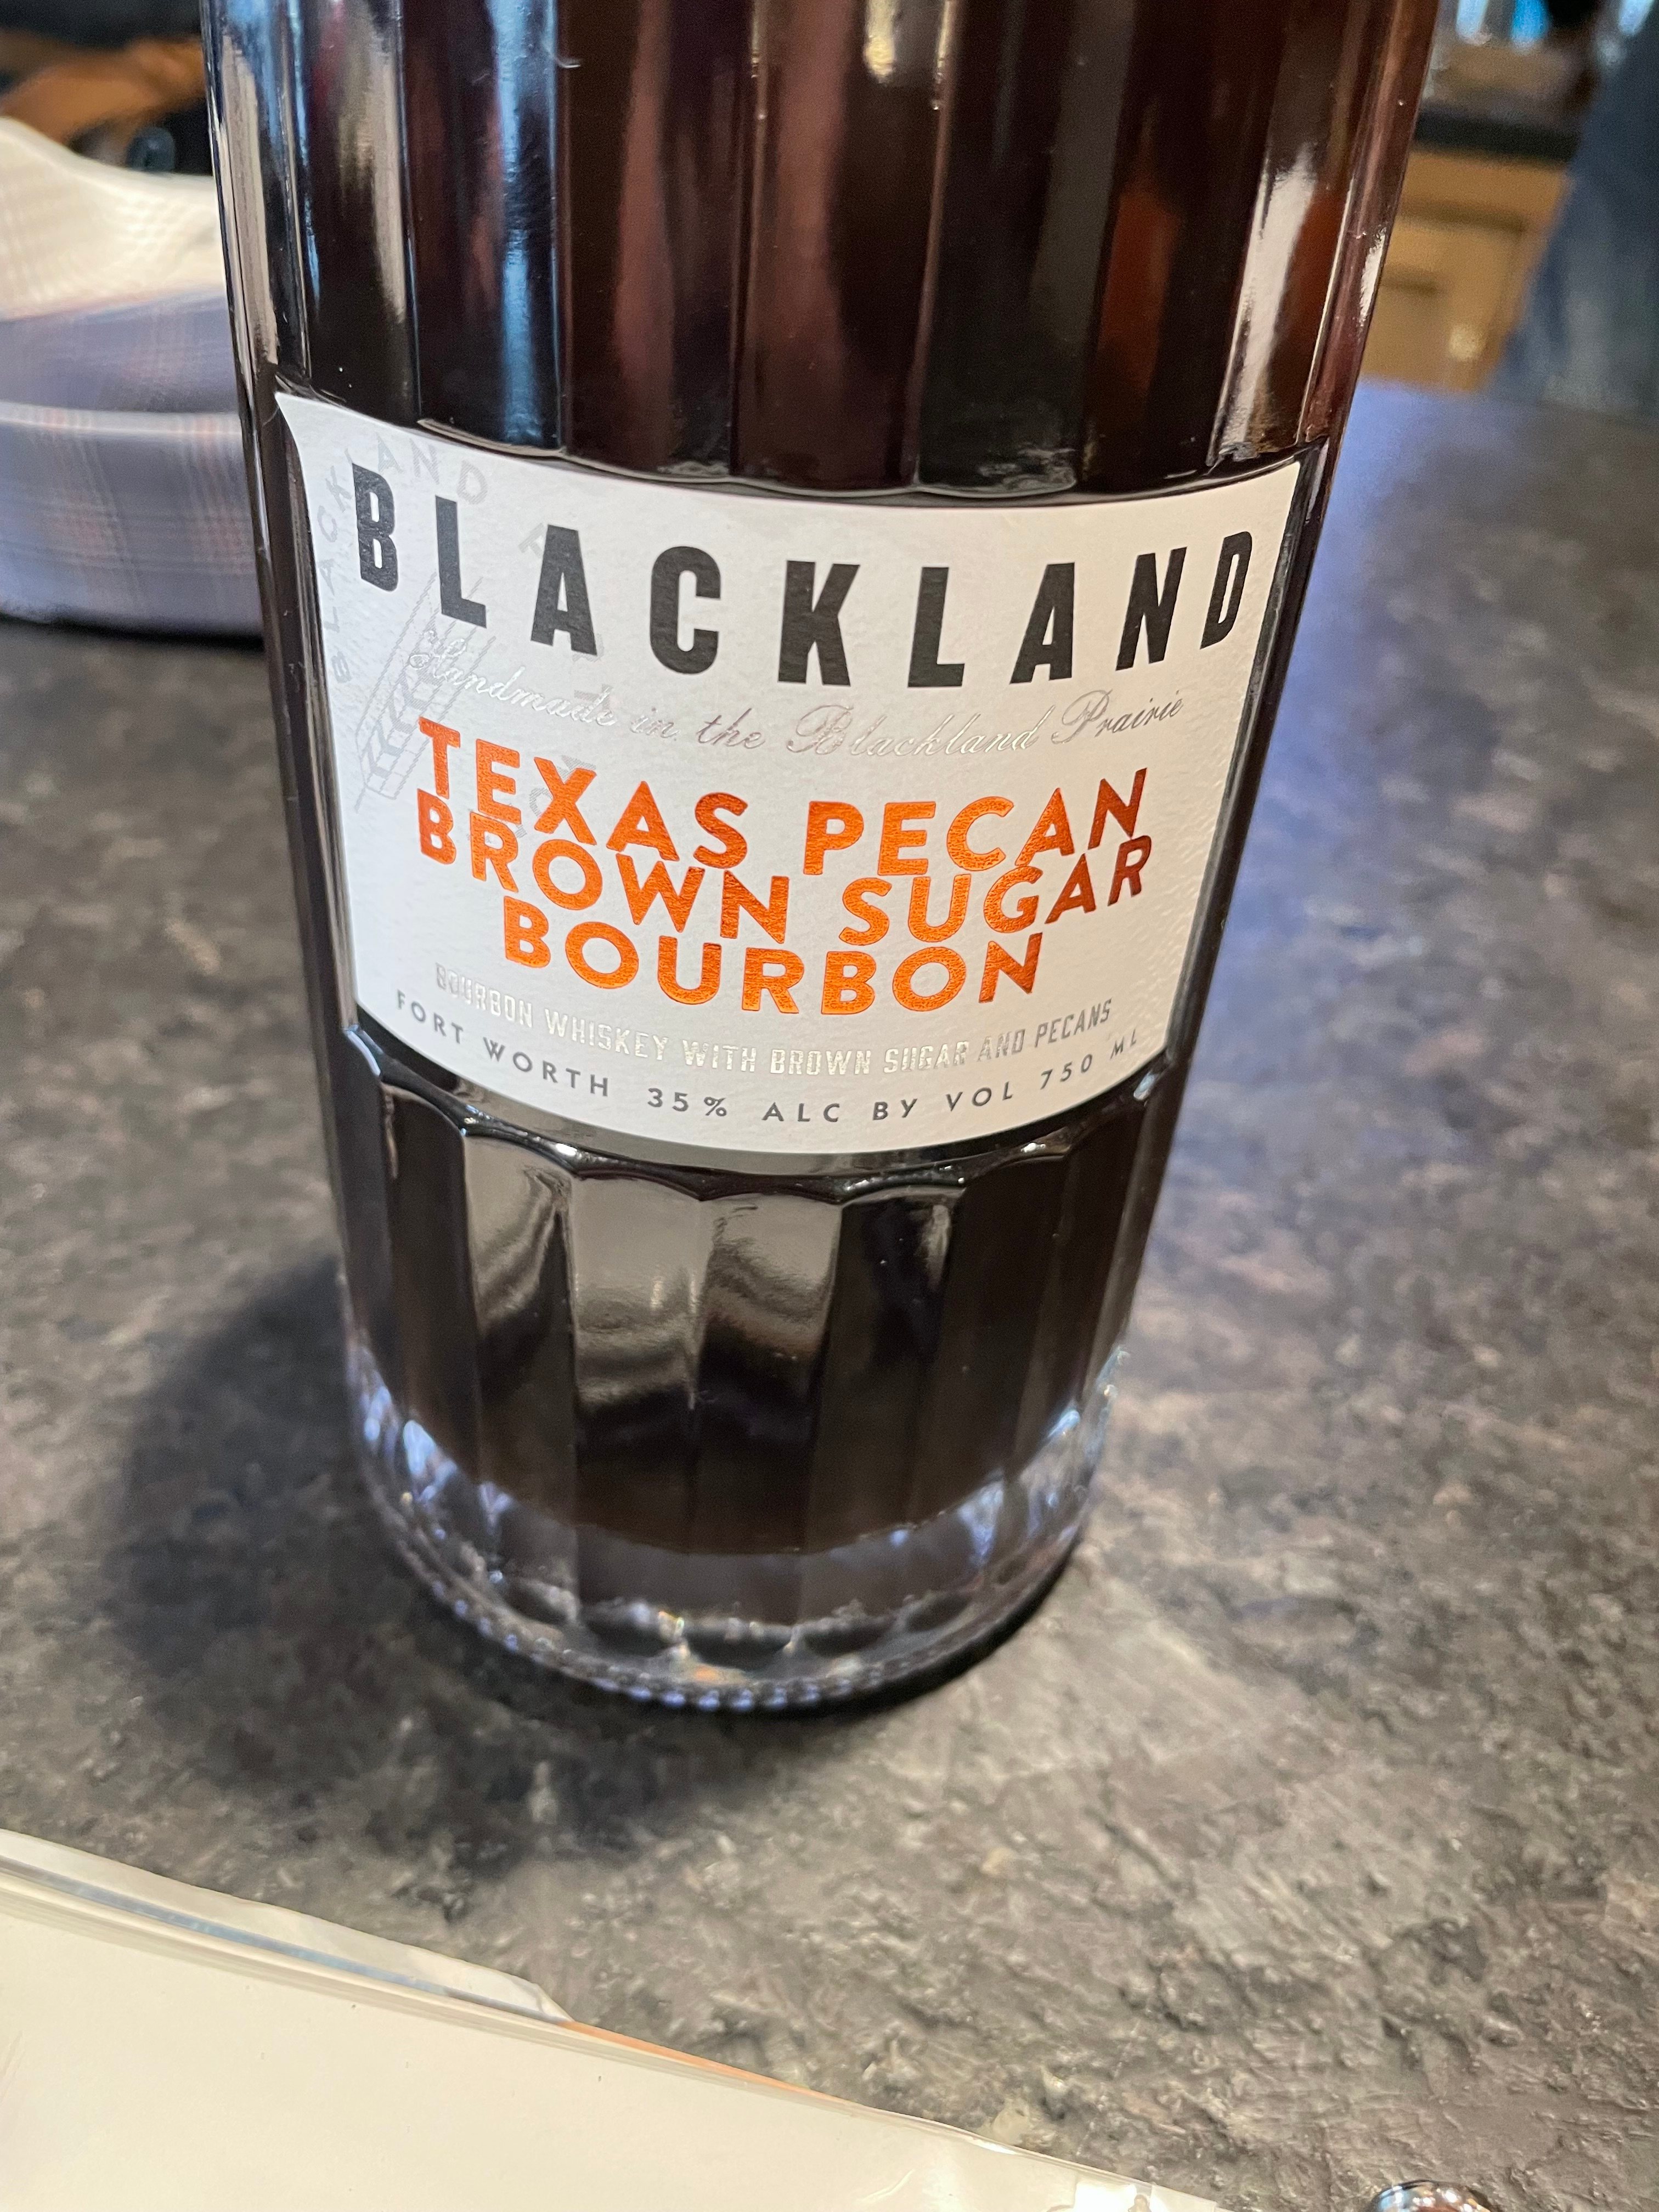 BLACKLAND
Handmade in the Blackland Prairie
TEXAS PECAN
BROWN SUGAR
BOURBON
BOURBON WHISKEY WITH BROWN SUGAR AND PECANS
FORT WORTH 35% ALC BY VOL 750 ML
BLACKLAND